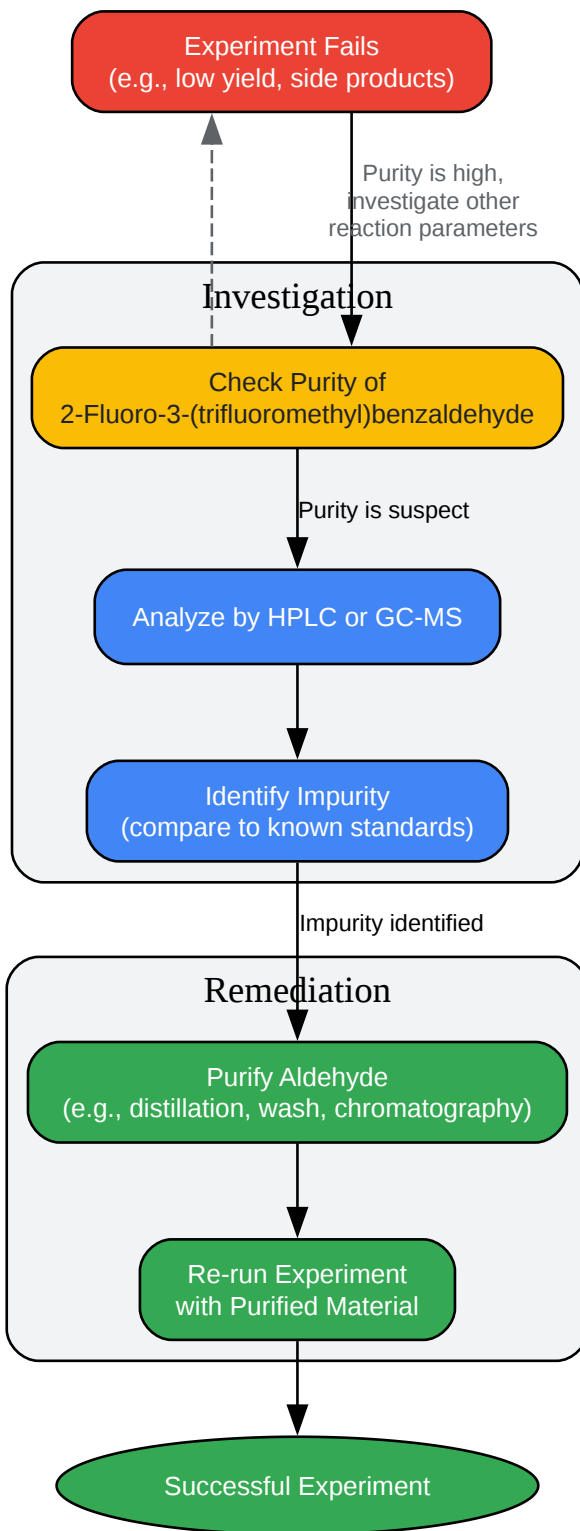 Experiment Fails
(e.g., low yield, side products)
Purity is high,
investigate other
reaction parameters
Investigation
Check Purity of
2-Fluoro-3-(trifluoromethyl)benzaldehyde
Purity is suspect
Analyze by HPLC or GC-MS
Identify Impurity
(compare to known standards)
Impurity identified
Remediation
Purify Aldehyde
(e.g., distillation, wash, chromatography)
Re-run Experiment
with Purified Material
Successful Experiment